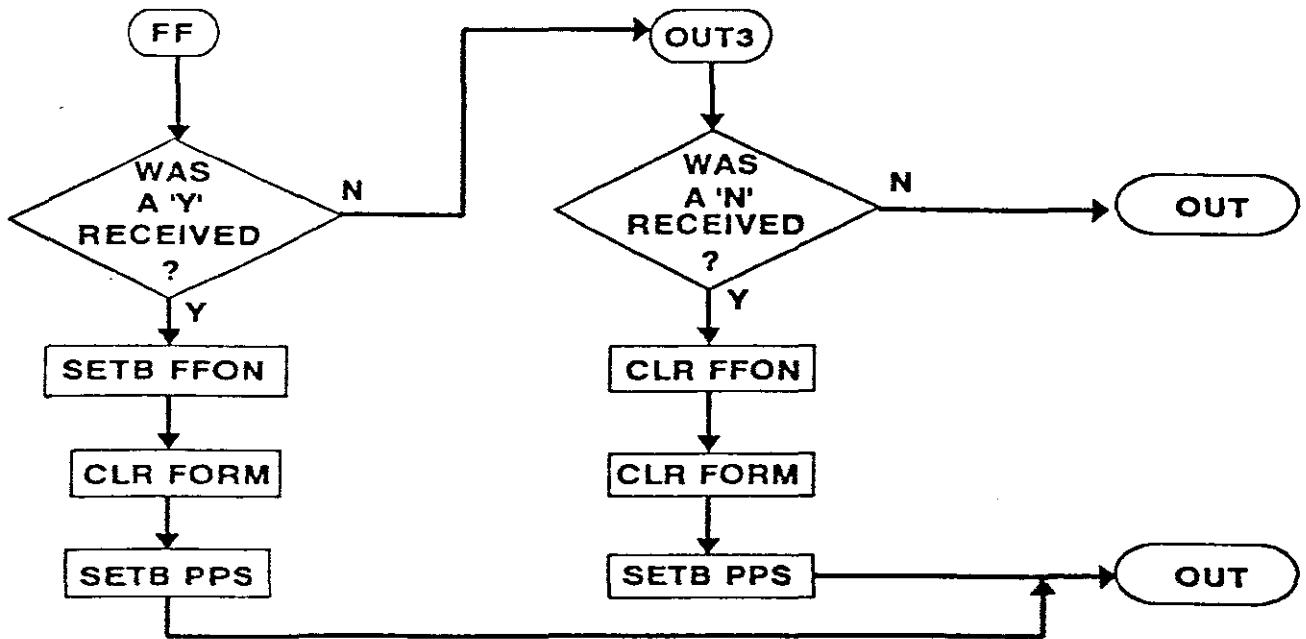 FF
WAS
A 'Y'
RECEIVED
?
N
Y
SETB FFON
CLR FORM
SETB PPS
OUT3
WAS
A 'N'
RECEIVED
?
N
OUT
Y
CLR FFON
CLR FORM
SETB PPS
OUT